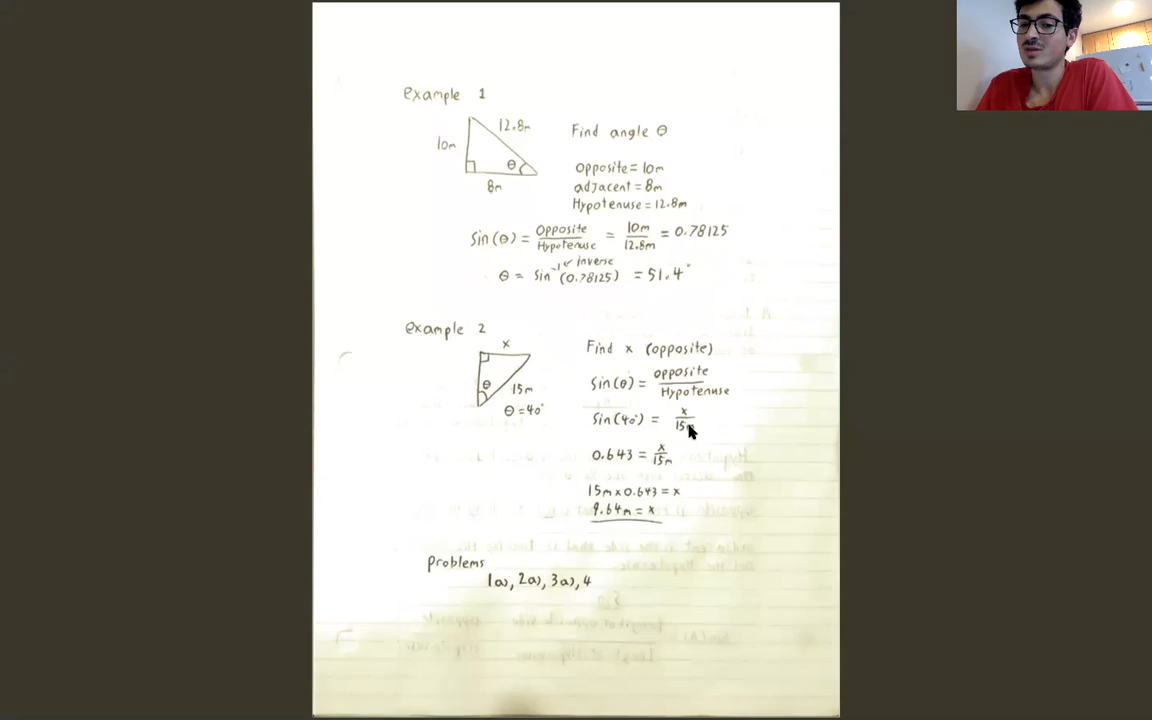 example 1
12.8m
10m
θ
8m
Find angle θ
opposite = 10m
adjacent = 8m
Hypotenuse = 12.8m
Sin(θ) = Opposite/Hypotenuse = 10m/12.8m = 0.78125
inverse
θ = Sin⁻¹(0.78125) = 51.4°
example 2
x
θ
15m
θ = 40°
Find x (opposite)
Sin(θ) = opposite/Hypotenuse
Sin(40°) = x/15m
0.643 = x/15m
15m x 0.643 = x
9.64m = x
problems
1a), 2a), 3a), 4